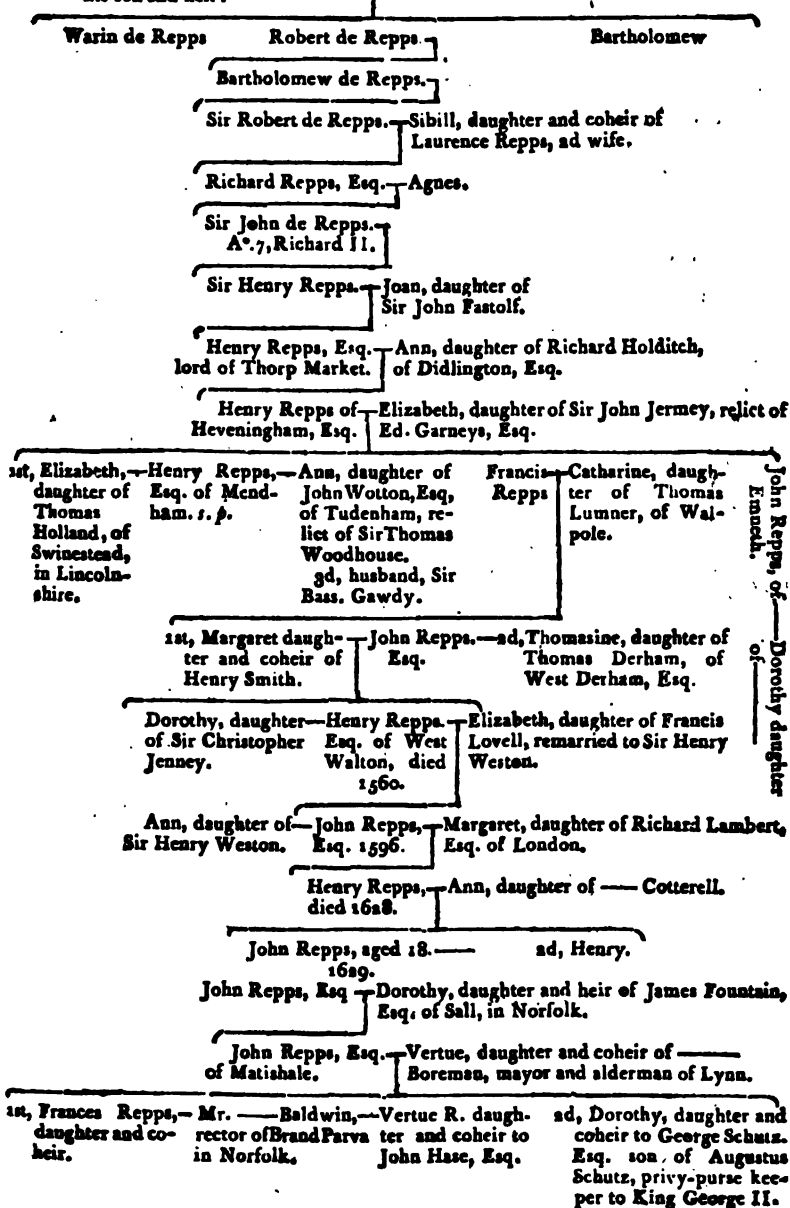 Warin de Repps Robert de Repps Bartholomew
Bartholomew de Repps.
Sir Robert de Repps.—Sibill, daughter and coheir of
Laurence Repps, 2d wife.
Richard Repps, Esq.—Agnes.
Sir John de Repps.
A°. 7, Richard II.
Sir Henry Repps.—Joan, daughter of
Sir John Fastolf.
Henry Repps, Esq.—Ann, daughter of Richard Holditch,
lord of Thorp Market. of Didlington, Esq.
Henry Repps of—Elizabeth, daughter of Sir John Jermey, relict of
Heveningham, Esq. Ed. Garneys, Esq.
1st, Elizabeth,—
daughter of
Thomas
Holland, of
Swinestead,
in Lincoln-
shire.
Henry Repps,—
Esq. of Mend-
ham. s. p.
Ann, daughter of
John Wotton, Esq,
of Tudenham, re-
lict of Sir Thomas
Woodhouse.
3d, husband, Sir
Bass. Gawdy.
Francis—
Repps
Catharine, daugh-
ter of Thomas
Lumner, of Wal-
pole.
John Repps, of—Dorothy daughter
Emneth. of ——
1st, Margaret daugh-
ter and coheir of
Henry Smith.
John Repps.—
Esq.
2d, Thomasine, daughter of
Thomas Derham, of
West Derham, Esq.
Dorothy, daughter—
of Sir Christopher
Jenney.
Henry Repps.
Esq. of West
Walton, died
1560.
Elizabeth, daughter of Francis
Lovell, remarried to Sir Henry
Weston.
Ann, daughter of—John Repps,—Margaret, daughter of Richard Lambert,
Sir Henry Weston. Esq. 1596. Esq. of London.
Henry Repps,—Ann, daughter of —— Cotterell.
died 1628.
John Repps, aged 18.—— 2d, Henry.
1629.
John Repps, Esq—Dorothy, daughter and heir of James Fountain,
Esq. of Sall, in Norfolk.
John Repps, Esq.—Vertue, daughter and coheir of ——
of Matishale. Boreman, mayor and alderman of Lynn.
1st, Frances Repps,—
daughter and co-
heir.
Mr. ——Baldwin,—
rector of Brand Parva
in Norfolk.
Vertue R. daugh-
ter and coheir to
John Hase, Esq.
2d, Dorothy, daughter and
coheir to George Schutz.
Esq. son of Augustus
Schutz, privy-purse kee-
per to King George II.